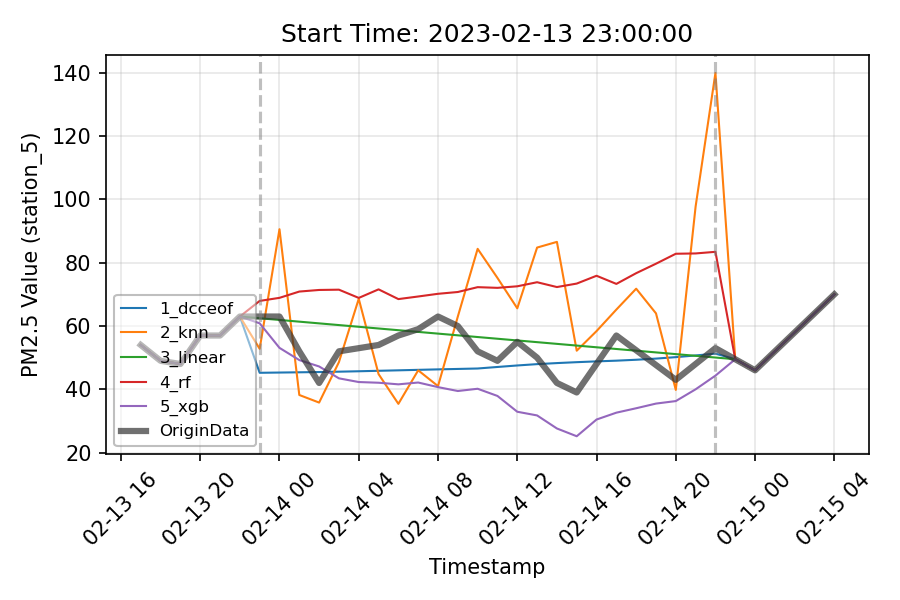 Start Time: 2023-02-13 23:00:00
PM2.5 Value (station_5)
140
120
100
80
60
40
20
1_dcceof
2_knn
3_linear
4_rf
5_xgb
OriginData
02-13 16
02-13 20
02-14 00
02-14 04
02-14 08
02-14 12
02-14 16
02-14 20
02-15 00
02-15 04
Timestamp